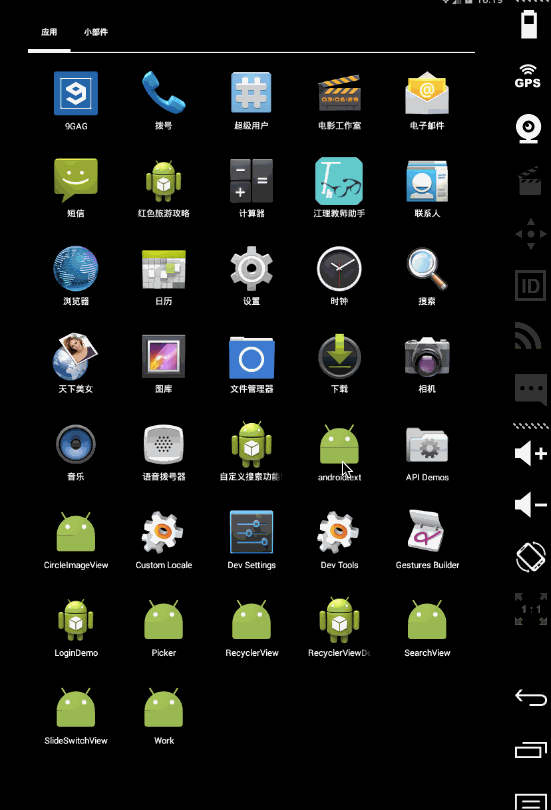 应用 小部件
9GAG 拨号 超级用户 电影工作室 电子邮件
短信 红色旅游攻略 计算器 江理教师助手 联系人
浏览器 日历 设置 时钟 搜索
天下美女 图库 文件管理器 下载 相机
音乐 语音拨号器 自定义搜索功能 android.text API Demos
CircleImageView Custom Locale Dev Settings Dev Tools Gestures Builder
LoginDemo Picker RecyclerView RecyclerViewDe SearchView
SlideSwitchView Work
GPS
ID
1:1